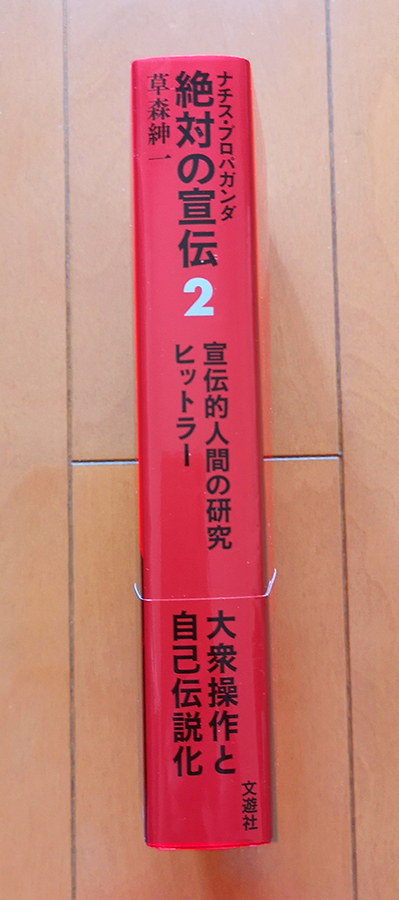 ナチス・プロパガンダ
絶対の宣伝 2
草森紳一
宣伝的人間の研究
ヒットラー
大衆操作と
自己伝説化
文遊社